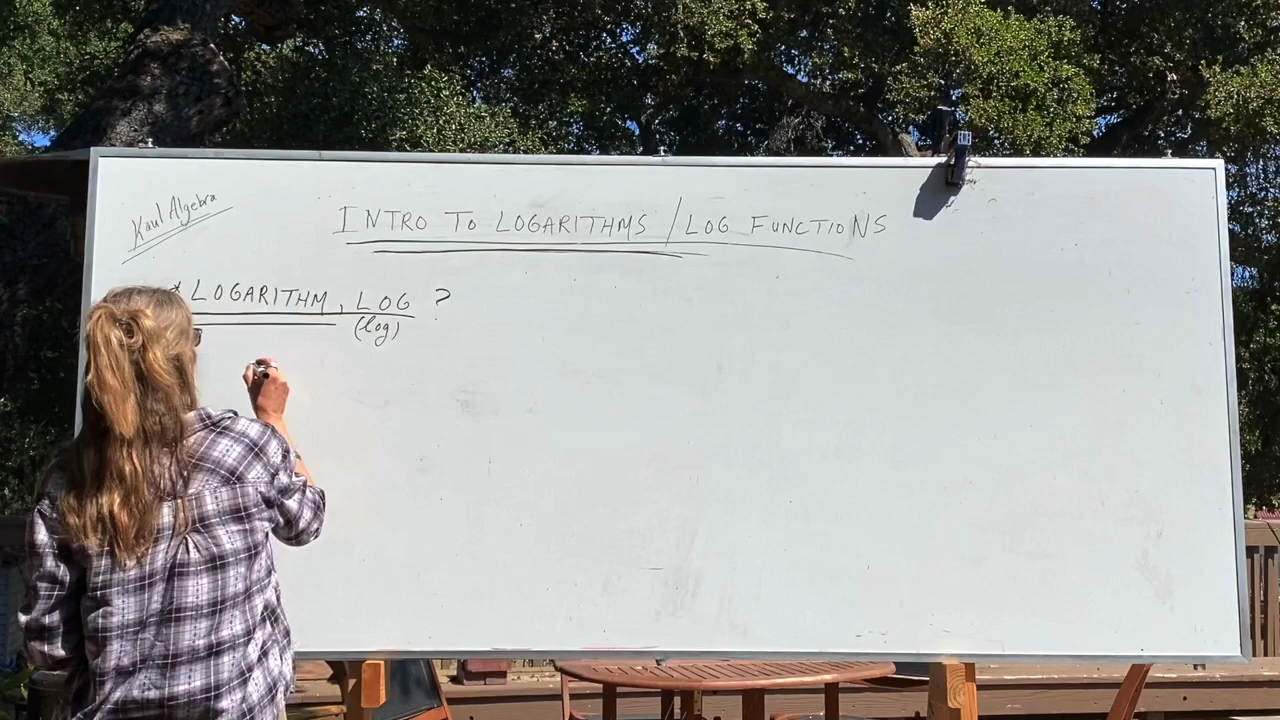 Kaul Algebra
INTRO TO LOGARITHMS / LOG FUNCTIONS
* LOGARITHM, LOG ?
(log)